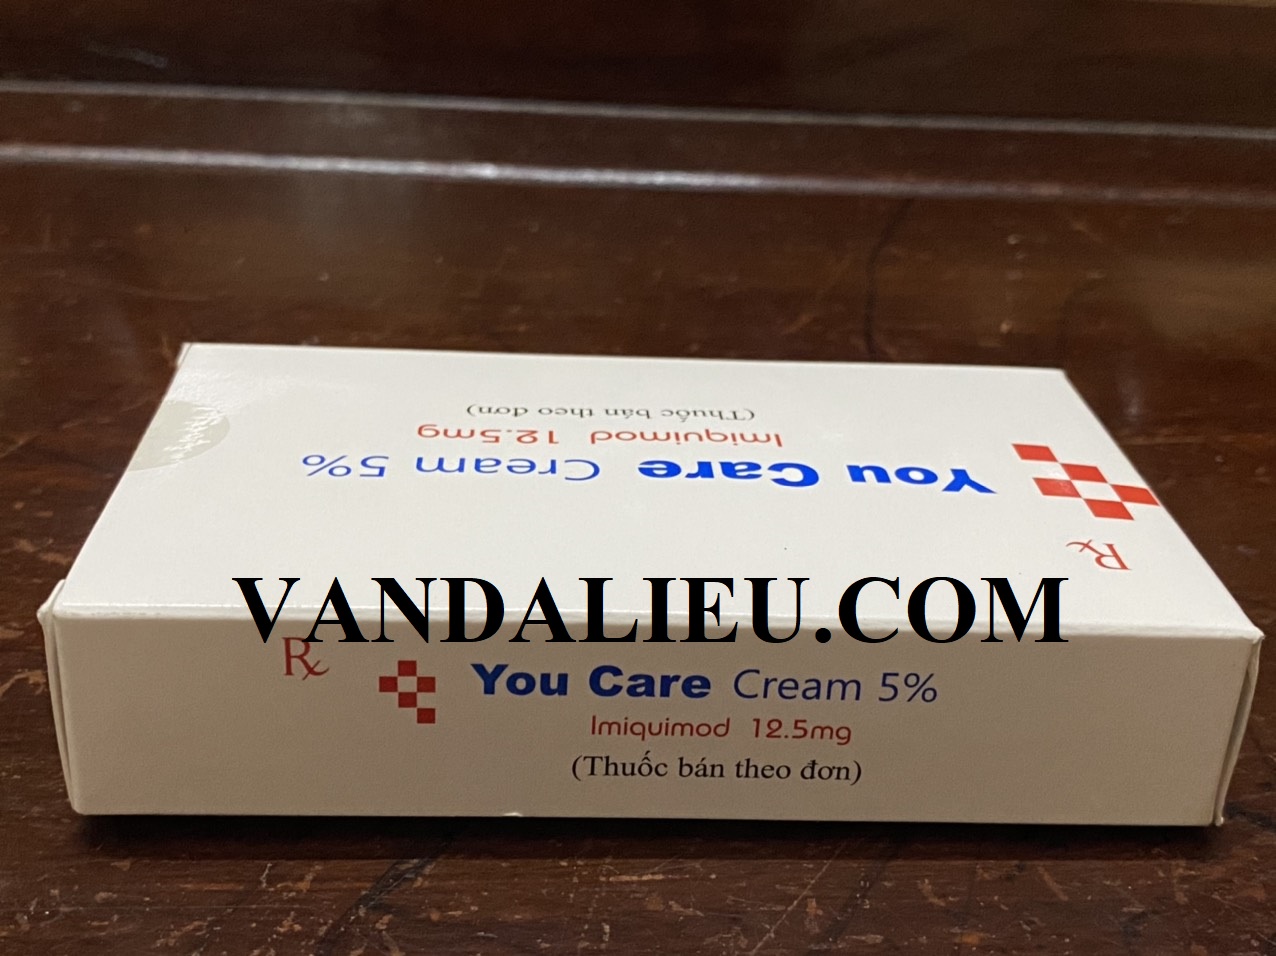 (Thuốc bán theo đơn)
Imiquimod 12.5mg
You Care Cream 5%
Rx
VANDALIEU.COM
Rx
You Care Cream 5%
Imiquimod 12.5mg
(Thuốc bán theo đơn)